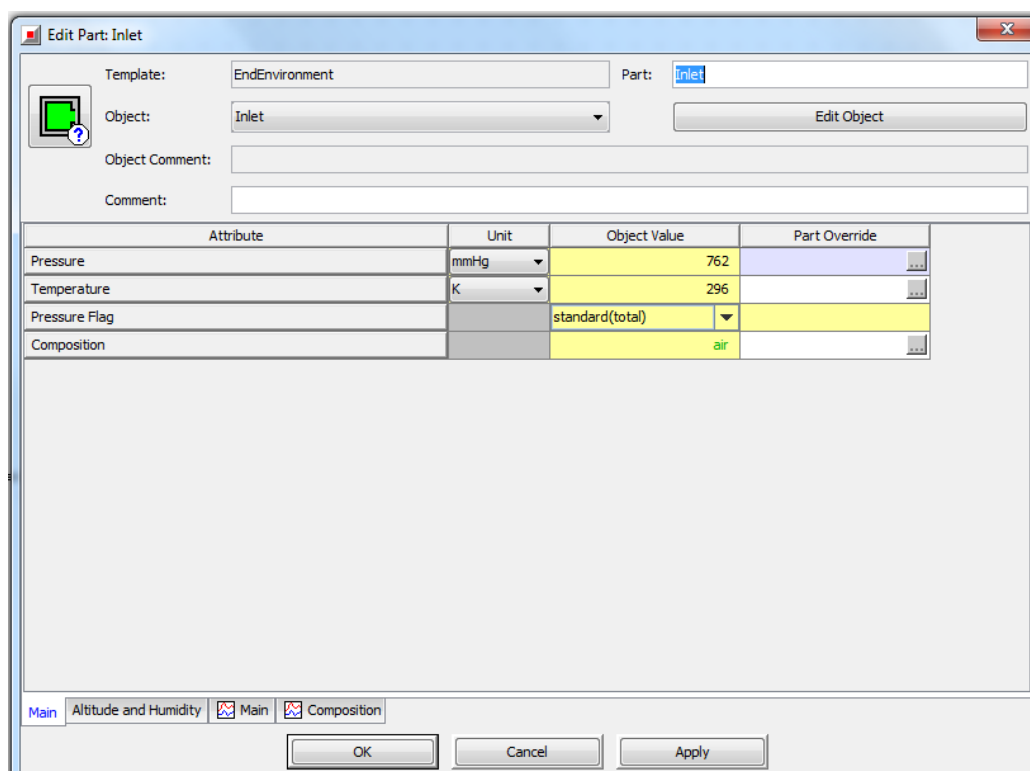 Edit Part: Inlet
Template: EndEnvironment Part: Inlet
Object: Inlet Edit Object
Object Comment:
Comment:
Attribute Unit Object Value Part Override
Pressure mmHg 762 ...
Temperature K 296 ...
Pressure Flag standard(total)
Composition air ...
Main Altitude and Humidity Main Composition
OK Cancel Apply